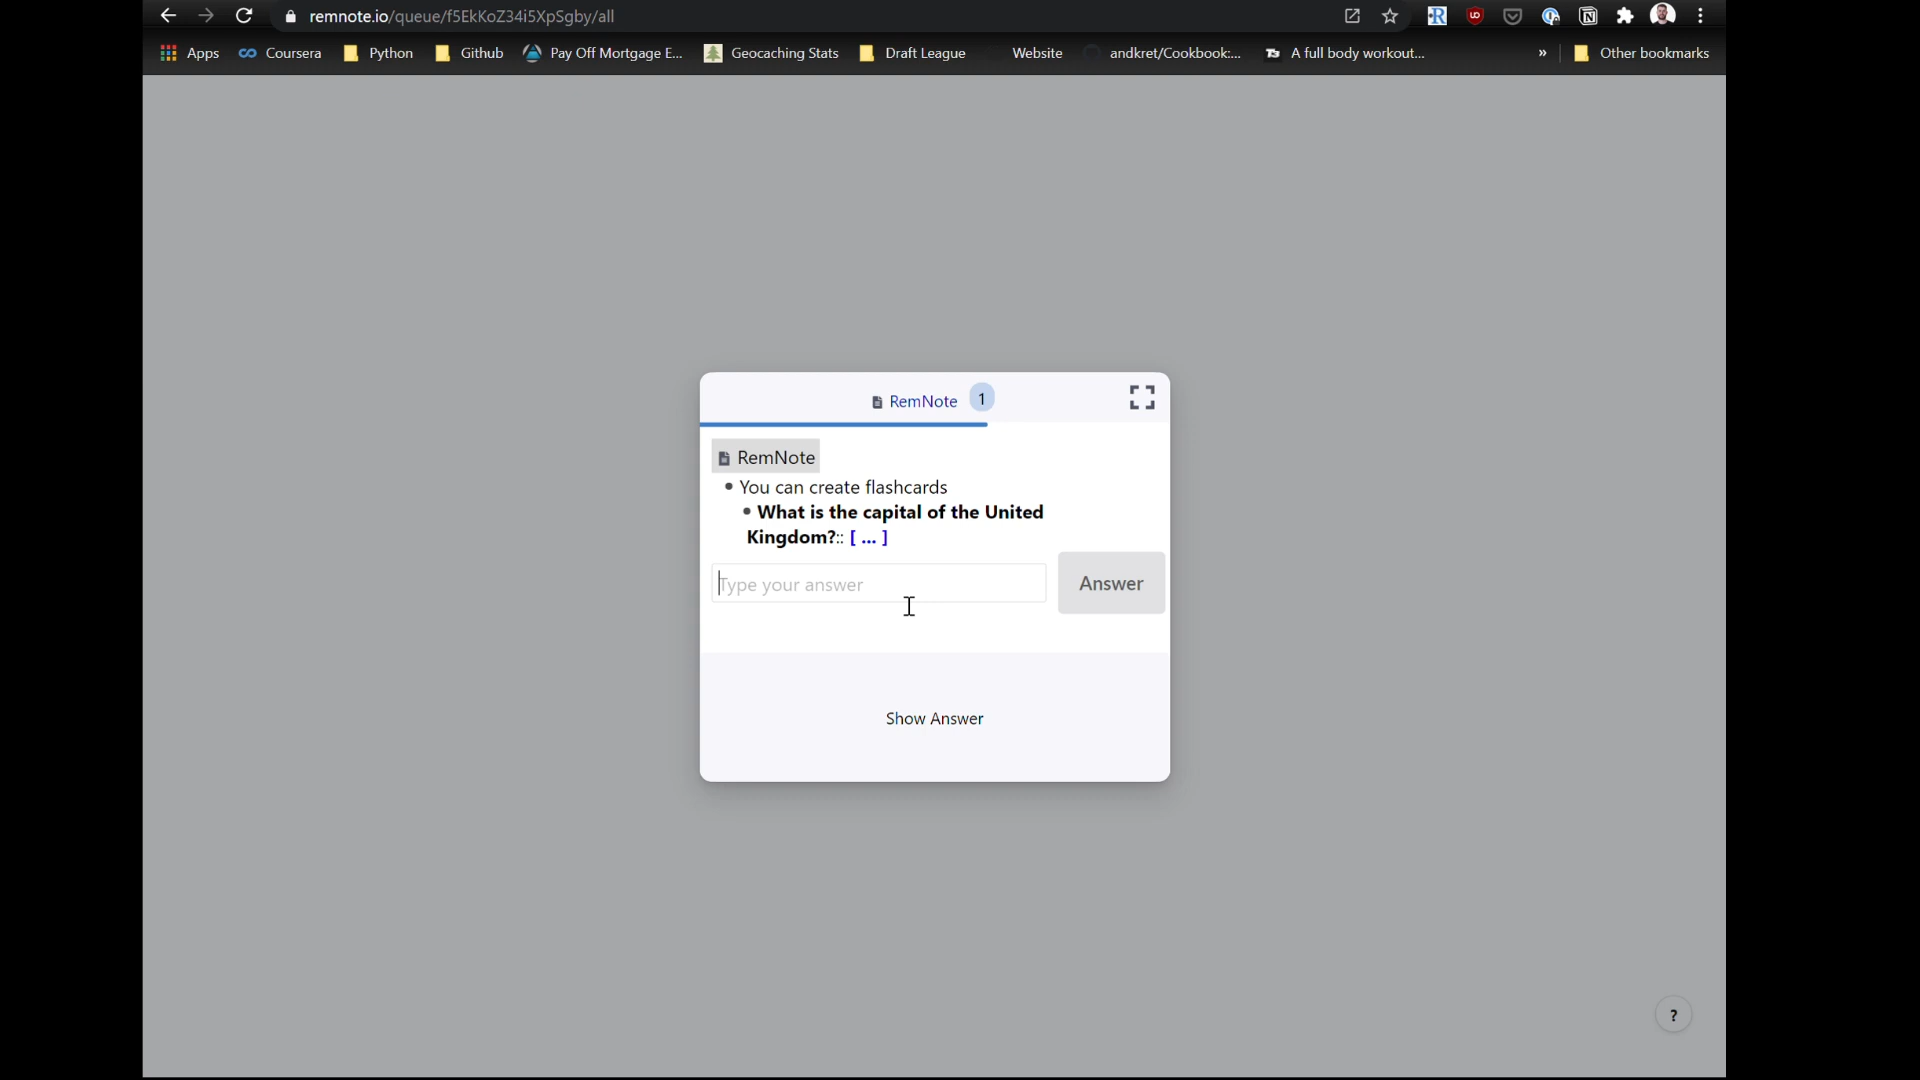 remnote.io/queue/f5EkKoZ34i5XpSgby/all
Apps Coursera Python Github Pay Off Mortgage E... Geocaching Stats Draft League Website andkret/Cookbook:... A full body workout... » Other bookmarks
RemNote 1
RemNote
You can create flashcards
What is the capital of the United
Kingdom?:: [ ... ]
Type your answer
Answer
Show Answer
?